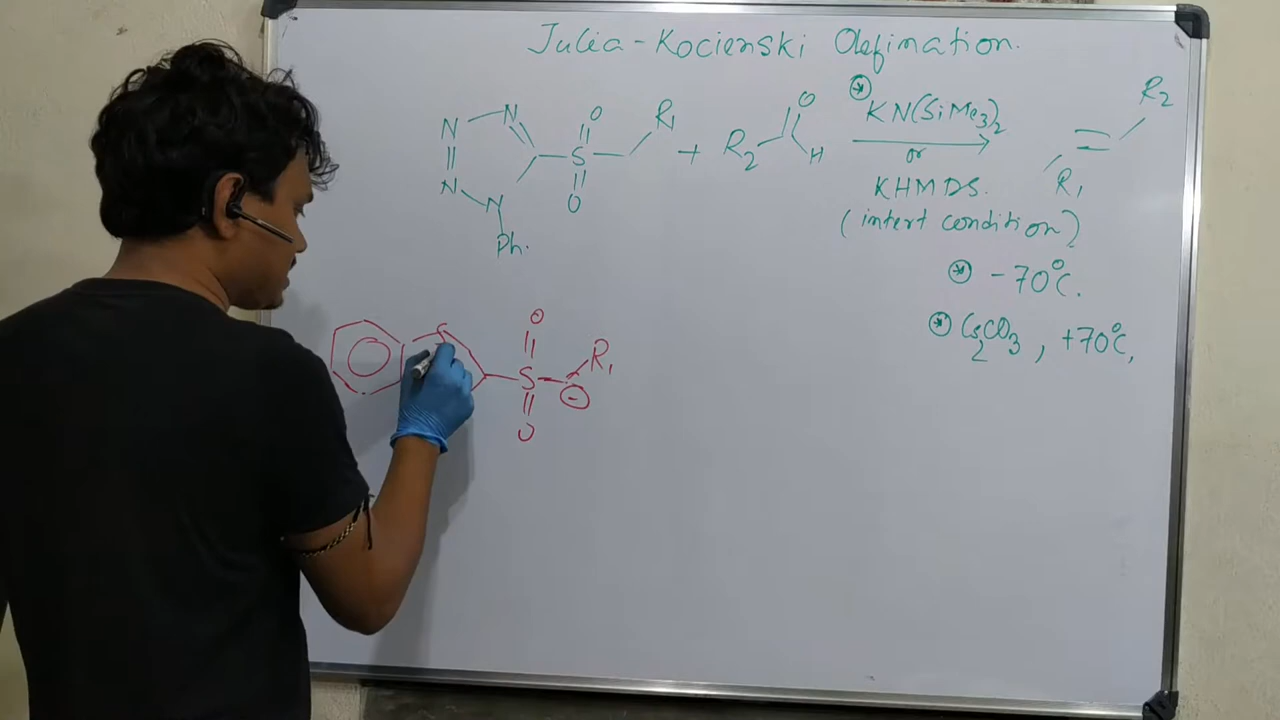 Julia-Kocienski Olefination.
N N O R1
N N S + R2 O H
O
Ph.
* KN(SiMe3)2
or
KHMDS.
(intert condition)
R2
R1
* -70°C.
* Cs2CO3, +70°C,
S O R1
S -
O